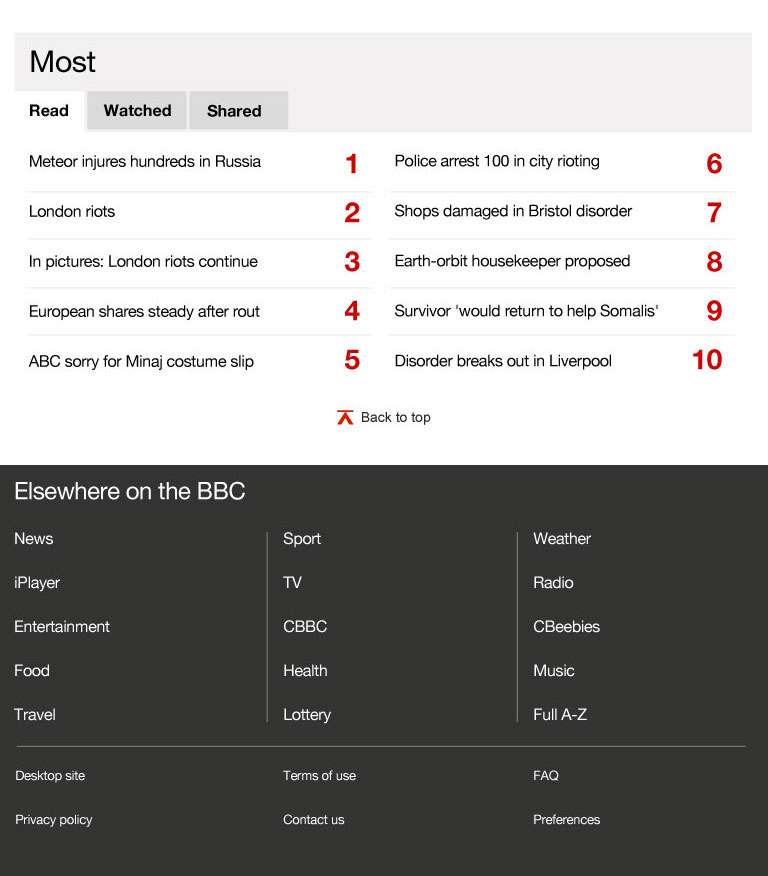 Most
Read Watched Shared
Meteor injures hundreds in Russia 1
London riots 2
In pictures: London riots continue 3
European shares steady after rout 4
ABC sorry for Minaj costume slip 5
Police arrest 100 in city rioting 6
Shops damaged in Bristol disorder 7
Earth-orbit housekeeper proposed 8
Survivor 'would return to help Somalis' 9
Disorder breaks out in Liverpool 10
Back to top
Elsewhere on the BBC
News Sport Weather
iPlayer TV Radio
Entertainment CBBC CBeebies
Food Health Music
Travel Lottery Full A-Z
Desktop site Terms of use FAQ
Privacy policy Contact us Preferences